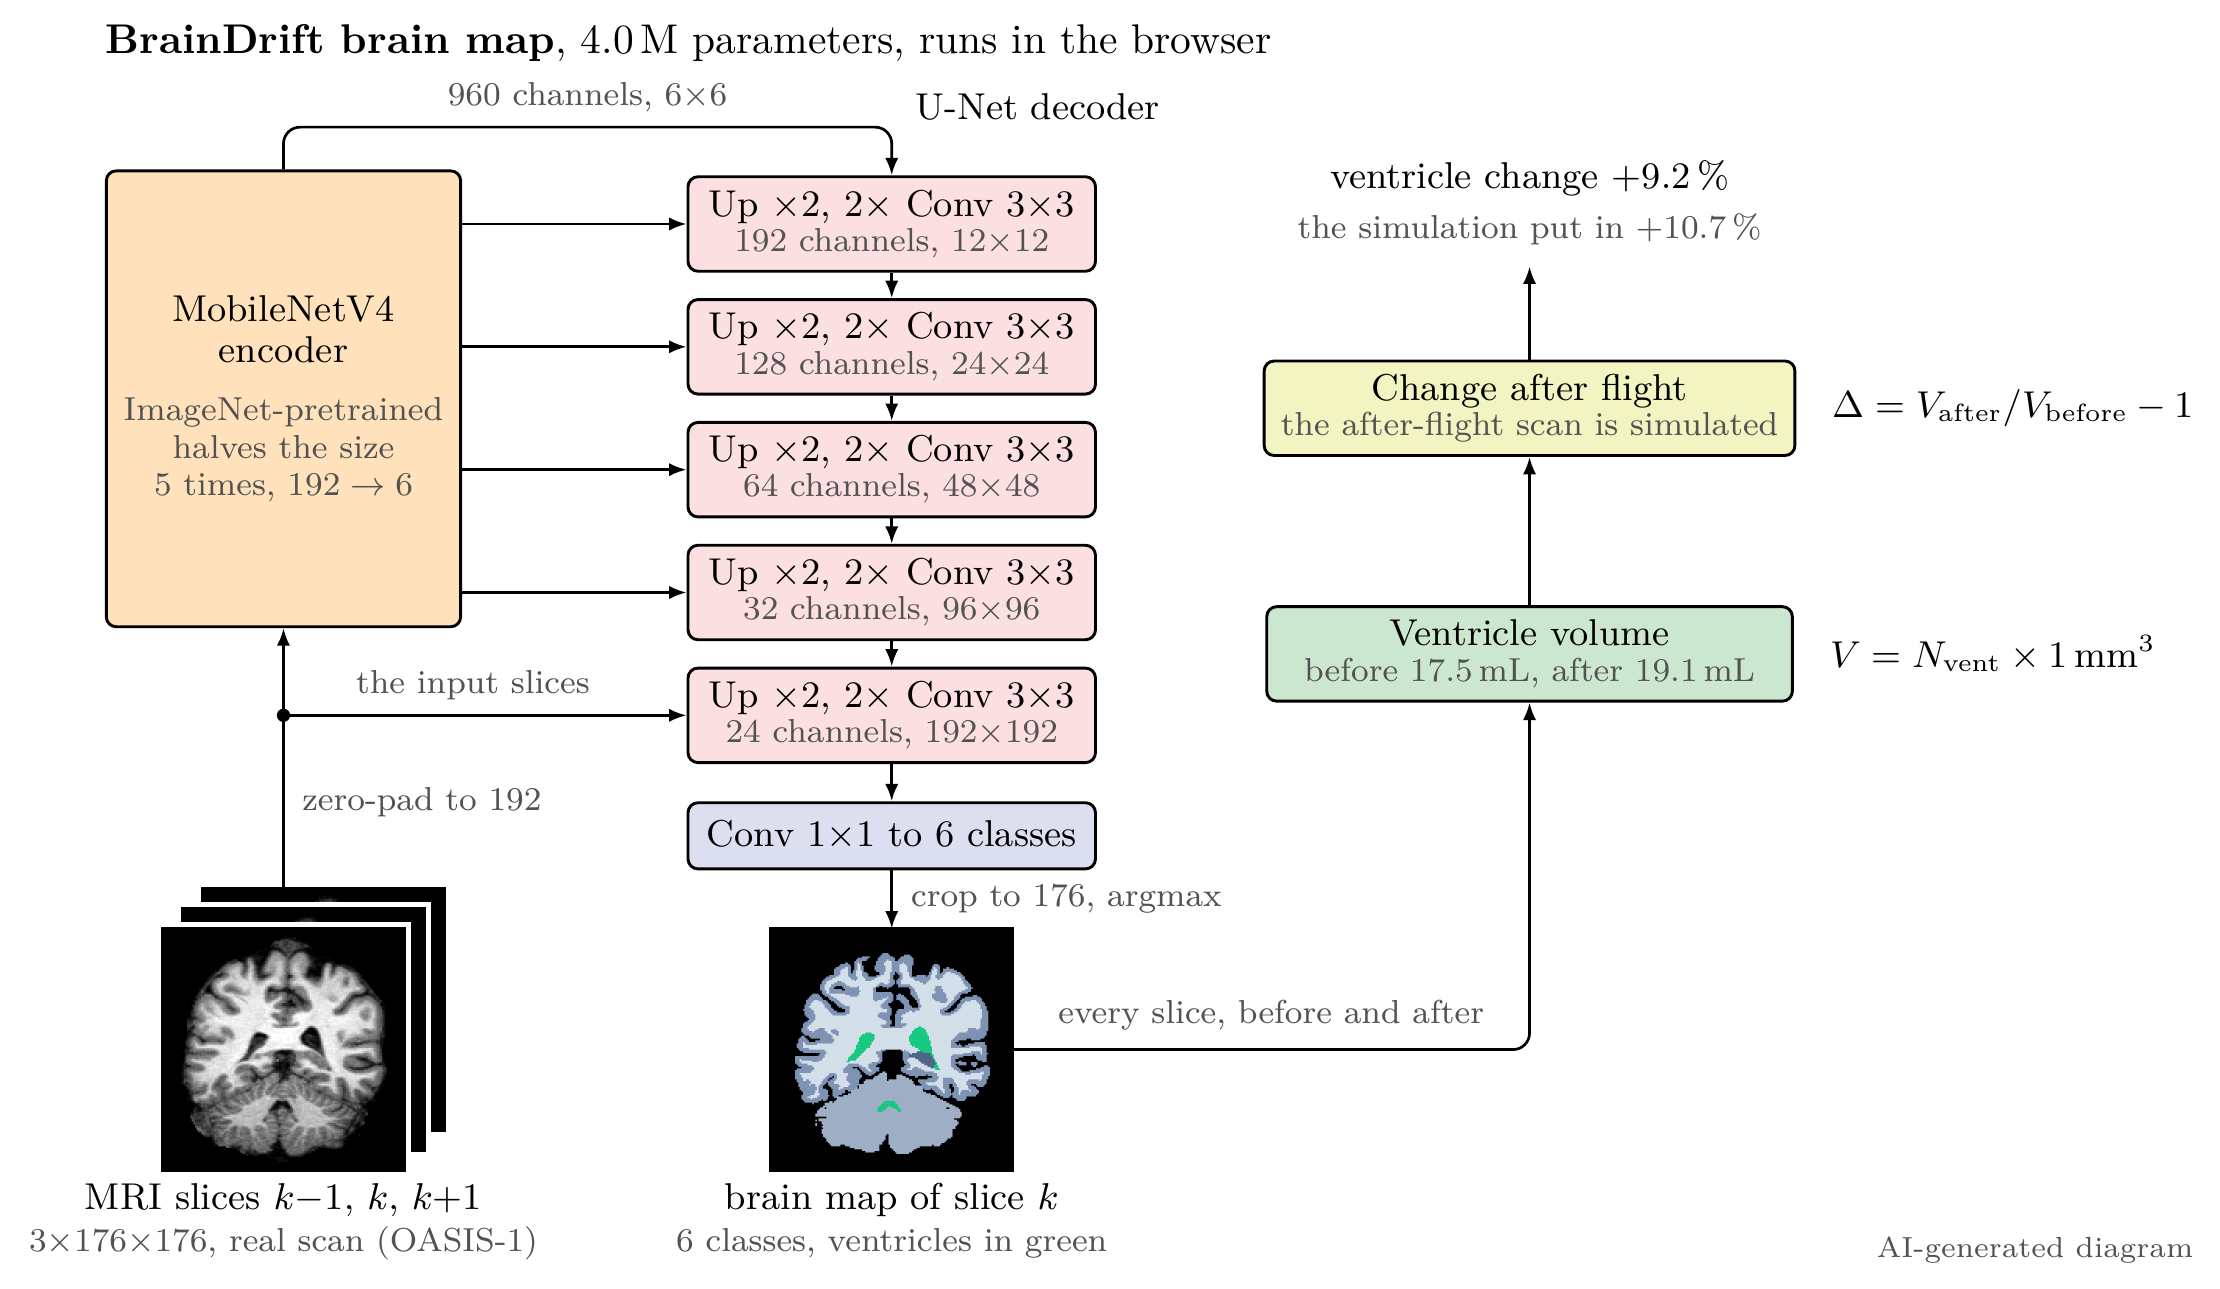 BrainDrift brain map, 4.0 M parameters, runs in the browser
960 channels, 6×6
U-Net decoder
MobileNetV4
encoder
ImageNet-pretrained
halves the size
5 times, 192 → 6
Up ×2, 2× Conv 3×3
192 channels, 12×12
Up ×2, 2× Conv 3×3
128 channels, 24×24
Up ×2, 2× Conv 3×3
64 channels, 48×48
Up ×2, 2× Conv 3×3
32 channels, 96×96
the input slices
Up ×2, 2× Conv 3×3
24 channels, 192×192
zero-pad to 192
Conv 1×1 to 6 classes
crop to 176, argmax
MRI slices k−1, k, k+1
3×176×176, real scan (OASIS-1)
brain map of slice k
6 classes, ventricles in green
every slice, before and after
ventricle change +9.2 %
the simulation put in +10.7 %
Change after flight
the after-flight scan is simulated
Δ = V_after/V_before − 1
Ventricle volume
before 17.5 mL, after 19.1 mL
V = N_vent × 1 mm³
AI-generated diagram